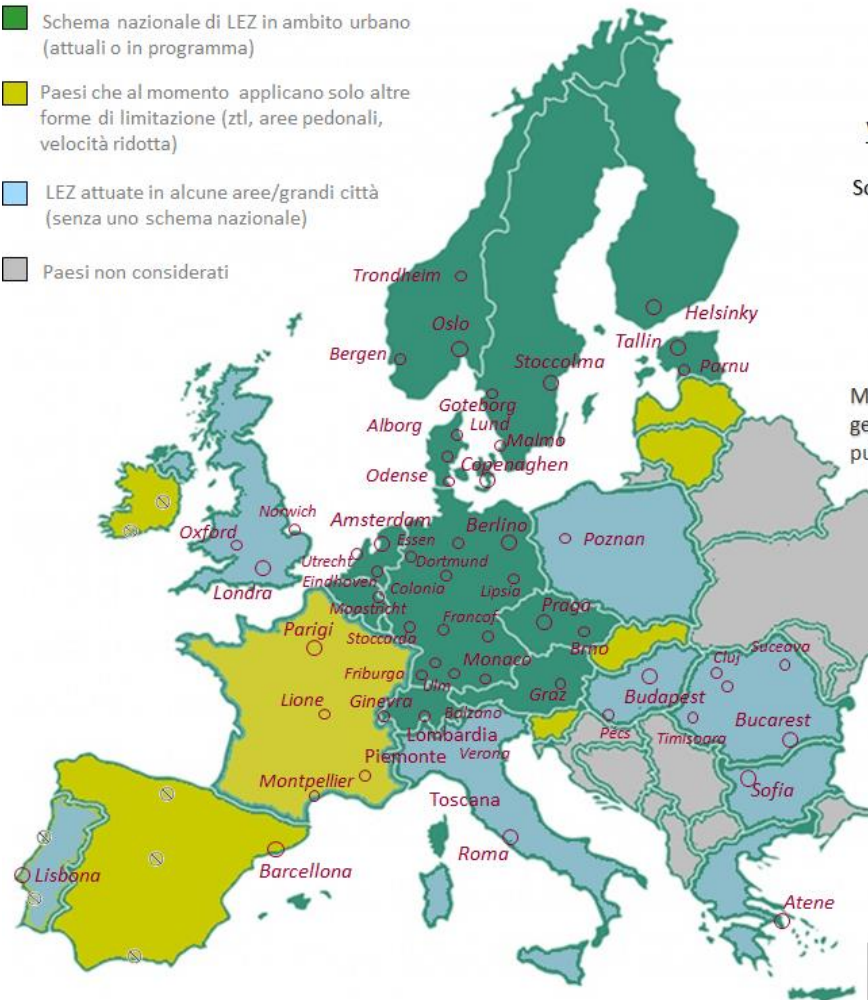 Schema nazionale di LEZ in ambito urbano
(attuali o in programma)
Paesi che al momento applicano solo altre
forme di limitazione (ztl, aree pedonali,
velocità ridotta)
LEZ attuate in alcune aree/grandi città
(senza uno schema nazionale)
Paesi non considerati
Trondheim
Oslo
Bergen
Helsinky
Tallin
Parnu
Stoccolma
Goteborg
Alborg
Lund
Malmo
Odense
Copenaghen
Norwich
Oxford
Londra
Amsterdam
Essen
Berlino
Poznan
Utrecht
Dortmund
Eindhoven
Colonia
Lipsia
Maastricht
Francof.
Praga
Parigi
Stoccarda
Brno
Monaco
Friburga
Ulm
Graz
Cluj
Suceava
Budapest
Lione
Ginevra
Bolzano
Pècs
Timisoara
Bucarest
Lombardia
Piemonte
Verona
Montpellier
Sofia
Toscana
Roma
Barcellona
Lisbona
Atene